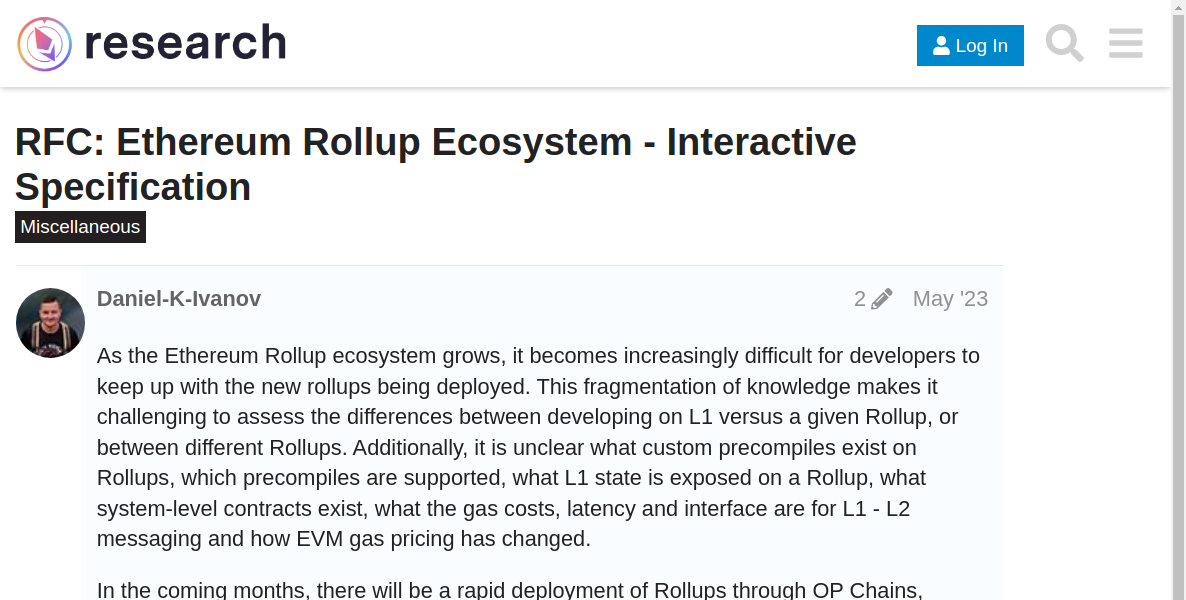 research
Log In
RFC: Ethereum Rollup Ecosystem - Interactive
Specification
Miscellaneous
Daniel-K-Ivanov
2
May '23
As the Ethereum Rollup ecosystem grows, it becomes increasingly difficult for developers to
keep up with the new rollups being deployed. This fragmentation of knowledge makes it
challenging to assess the differences between developing on L1 versus a given Rollup, or
between different Rollups. Additionally, it is unclear what custom precompiles exist on
Rollups, which precompiles are supported, what L1 state is exposed on a Rollup, what
system-level contracts exist, what the gas costs, latency and interface are for L1 - L2
messaging and how EVM gas pricing has changed.
In the coming months, there will be a rapid deployment of Rollups through OP Chains,